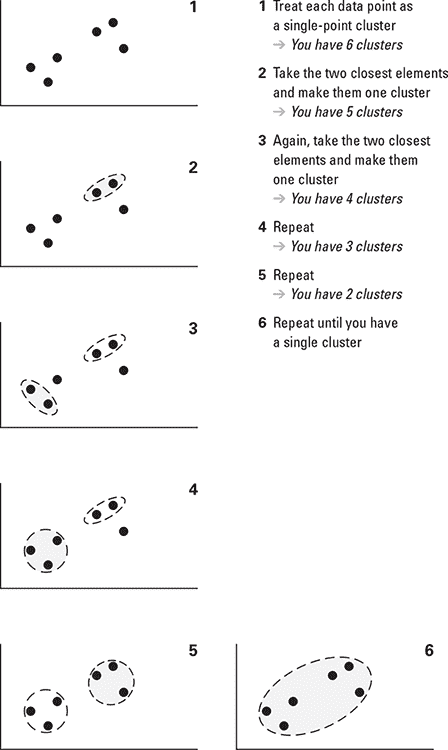 1
1 Treat each data point as
a single-point cluster
→ You have 6 clusters
2 Take the two closest elements
and make them one cluster
→ You have 5 clusters
2
3 Again, take the two closest
elements and make them
one cluster
→ You have 4 clusters
4 Repeat
→ You have 3 clusters
5 Repeat
→ You have 2 clusters
3
6 Repeat until you have
a single cluster
4
5
6